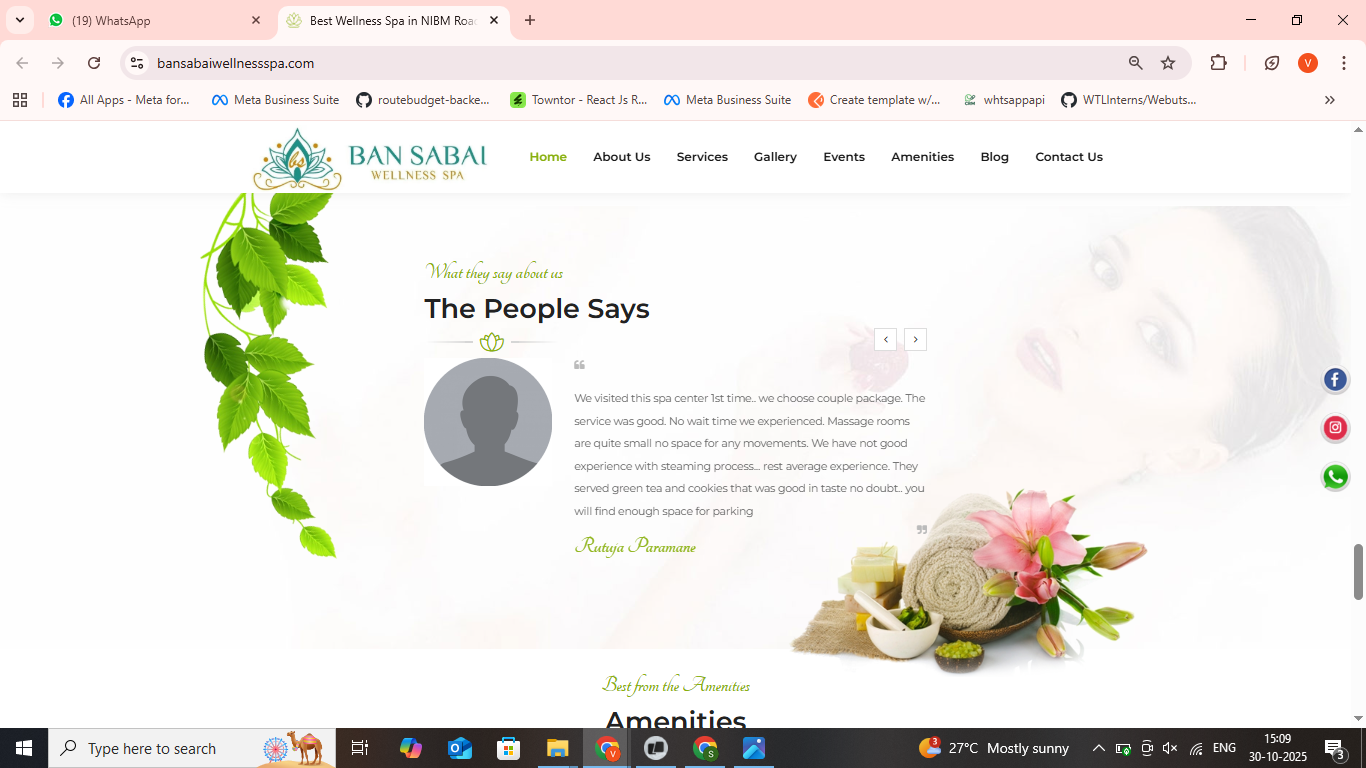 (19) WhatsApp
Best Wellness Spa in NIBM Road
bansabaiwellnessspa.com
V
All Apps - Meta for...
Meta Business Suite
routebudget-backe...
Towntor - React Js R...
Meta Business Suite
Create template w/...
whtsappapi
WTLInterns/Webuts...
bs
BAN SABAI
WELLNESS SPA
Home
About Us
Services
Gallery
Events
Amenities
Blog
Contact Us
What they say about us
The People Says
We visited this spa center 1st time.. we choose couple package. The
service was good. No wait time we experienced. Massage rooms
are quite small no space for any movements. We have not good
experience with steaming process... rest average experience. They
served green tea and cookies that was good in taste no doubt.. you
will find enough space for parking
Rutuja Paramane
Best from the Amenities
Amenities
Type here to search
V
S
3
27°C Mostly sunny
ENG
15:09
30-10-2025
3